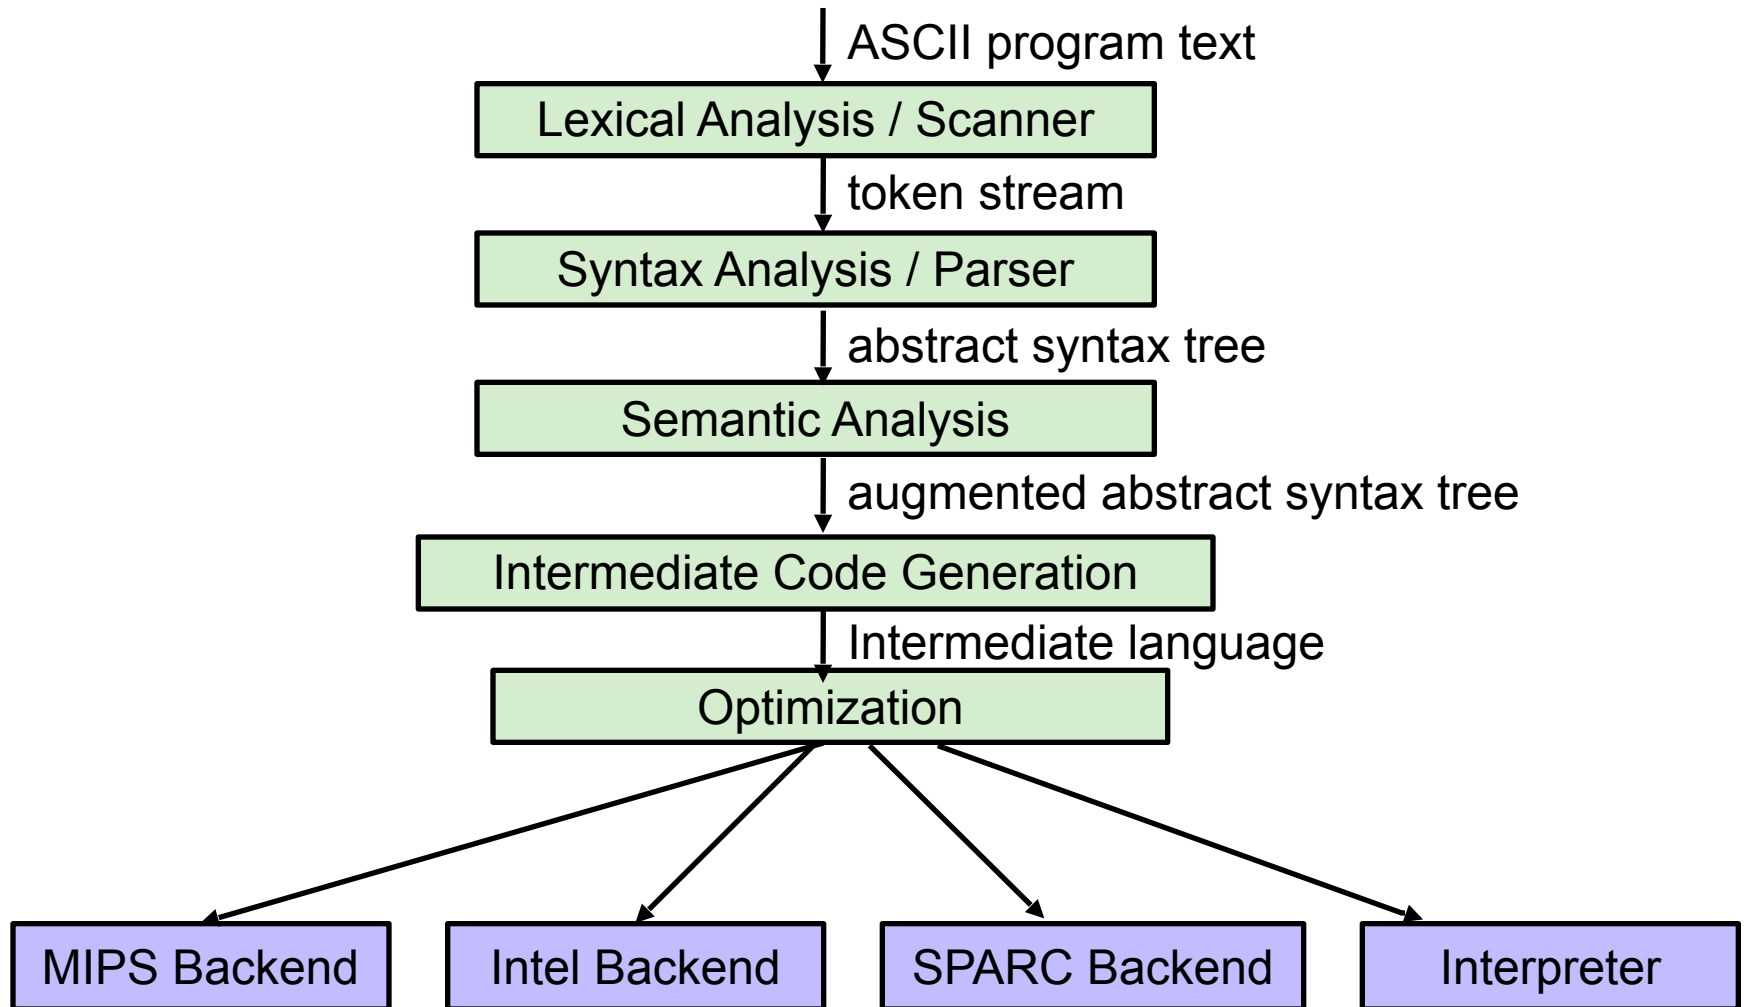 ASCII program text
Lexical Analysis / Scanner
token stream
Syntax Analysis / Parser
abstract syntax tree
Semantic Analysis
augmented abstract syntax tree
Intermediate Code Generation
Intermediate language
Optimization
MIPS Backend
Intel Backend
SPARC Backend
Interpreter